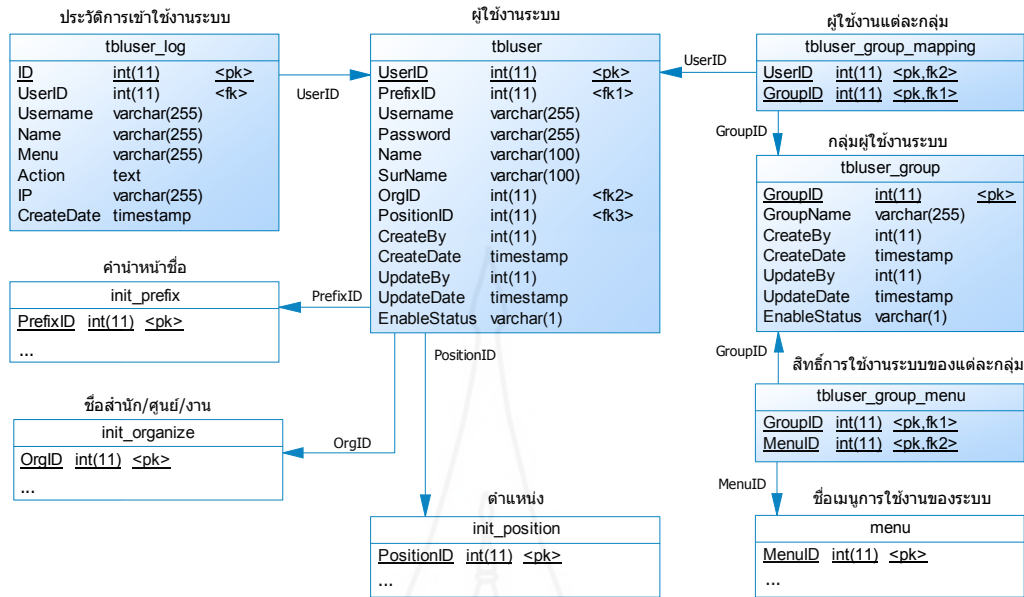 ประวัติการเข้าใช้งานระบบ
tbluser_log
ID int(11) <pk>
UserID int(11) <fk>
Username varchar(255)
Name varchar(255)
Menu varchar(255)
Action text
IP varchar(255)
CreateDate timestamp
UserID
ผู้ใช้งานระบบ
tbluser
UserID int(11) <pk>
PrefixID int(11) <fk1>
Username varchar(255)
Password varchar(255)
Name varchar(100)
SurName varchar(100)
OrgID int(11) <fk2>
PositionID int(11) <fk3>
CreateBy int(11)
CreateDate timestamp
UpdateBy int(11)
UpdateDate timestamp
EnableStatus varchar(1)
UserID
ผู้ใช้งานแต่ละกลุ่ม
tbluser_group_mapping
UserID int(11) <pk,fk2>
GroupID int(11) <pk,fk1>
GroupID
กลุ่มผู้ใช้งานระบบ
tbluser_group
GroupID int(11) <pk>
GroupName varchar(255)
CreateBy int(11)
CreateDate timestamp
UpdateBy int(11)
UpdateDate timestamp
EnableStatus varchar(1)
GroupID
สิทธิ์การใช้งานระบบของแต่ละกลุ่ม
tbluser_group_menu
GroupID int(11) <pk,fk1>
MenuID int(11) <pk,fk2>
MenuID
ชื่อเมนูการใช้งานของระบบ
menu
MenuID int(11) <pk>
...
คำนำหน้าชื่อ
init_prefix
PrefixID int(11) <pk>
...
PrefixID
PositionID
ชื่อสำนัก/ศูนย์/งาน
init_organize
OrgID int(11) <pk>
...
OrgID
ตำแหน่ง
init_position
PositionID int(11) <pk>
...